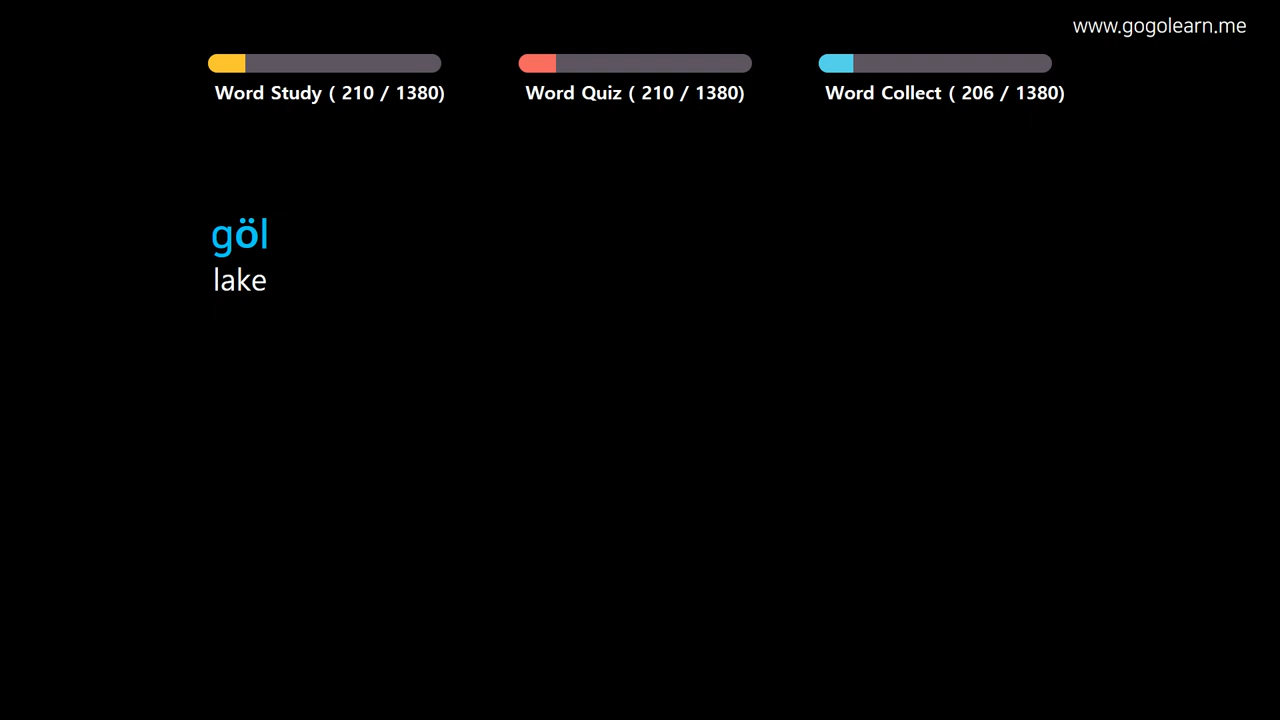 www.gogolearn.me
Word Study ( 210 / 1380)
Word Quiz ( 210 / 1380)
Word Collect ( 206 / 1380)
göl
lake